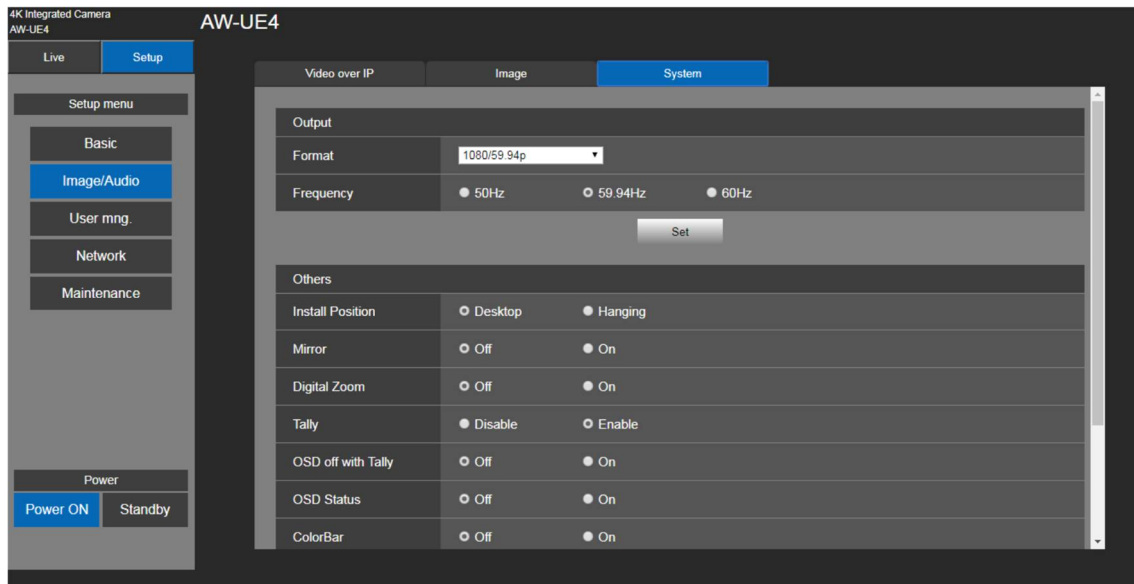 4K Integrated Camera
AW-UE4
AW-UE4
Live Setup
Setup menu
Basic
Image/Audio
User mng.
Network
Maintenance
Power
Power ON Standby
Video over IP Image System
Output
Format 1080/59.94p
Frequency 50Hz 59.94Hz 60Hz
Set
Others
Install Position Desktop Hanging
Mirror Off On
Digital Zoom Off On
Tally Disable Enable
OSD off with Tally Off On
OSD Status Off On
ColorBar Off On